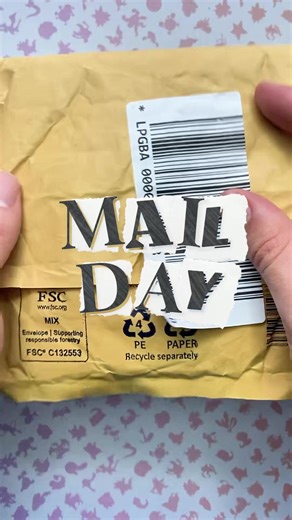 * LPGBA 000
MAIL
DAY
FSC
www.fsc.org
MIX
Envelope | Supporting
responsible forestry
FSC® C132553
4
PE PAPER
Recycle separately